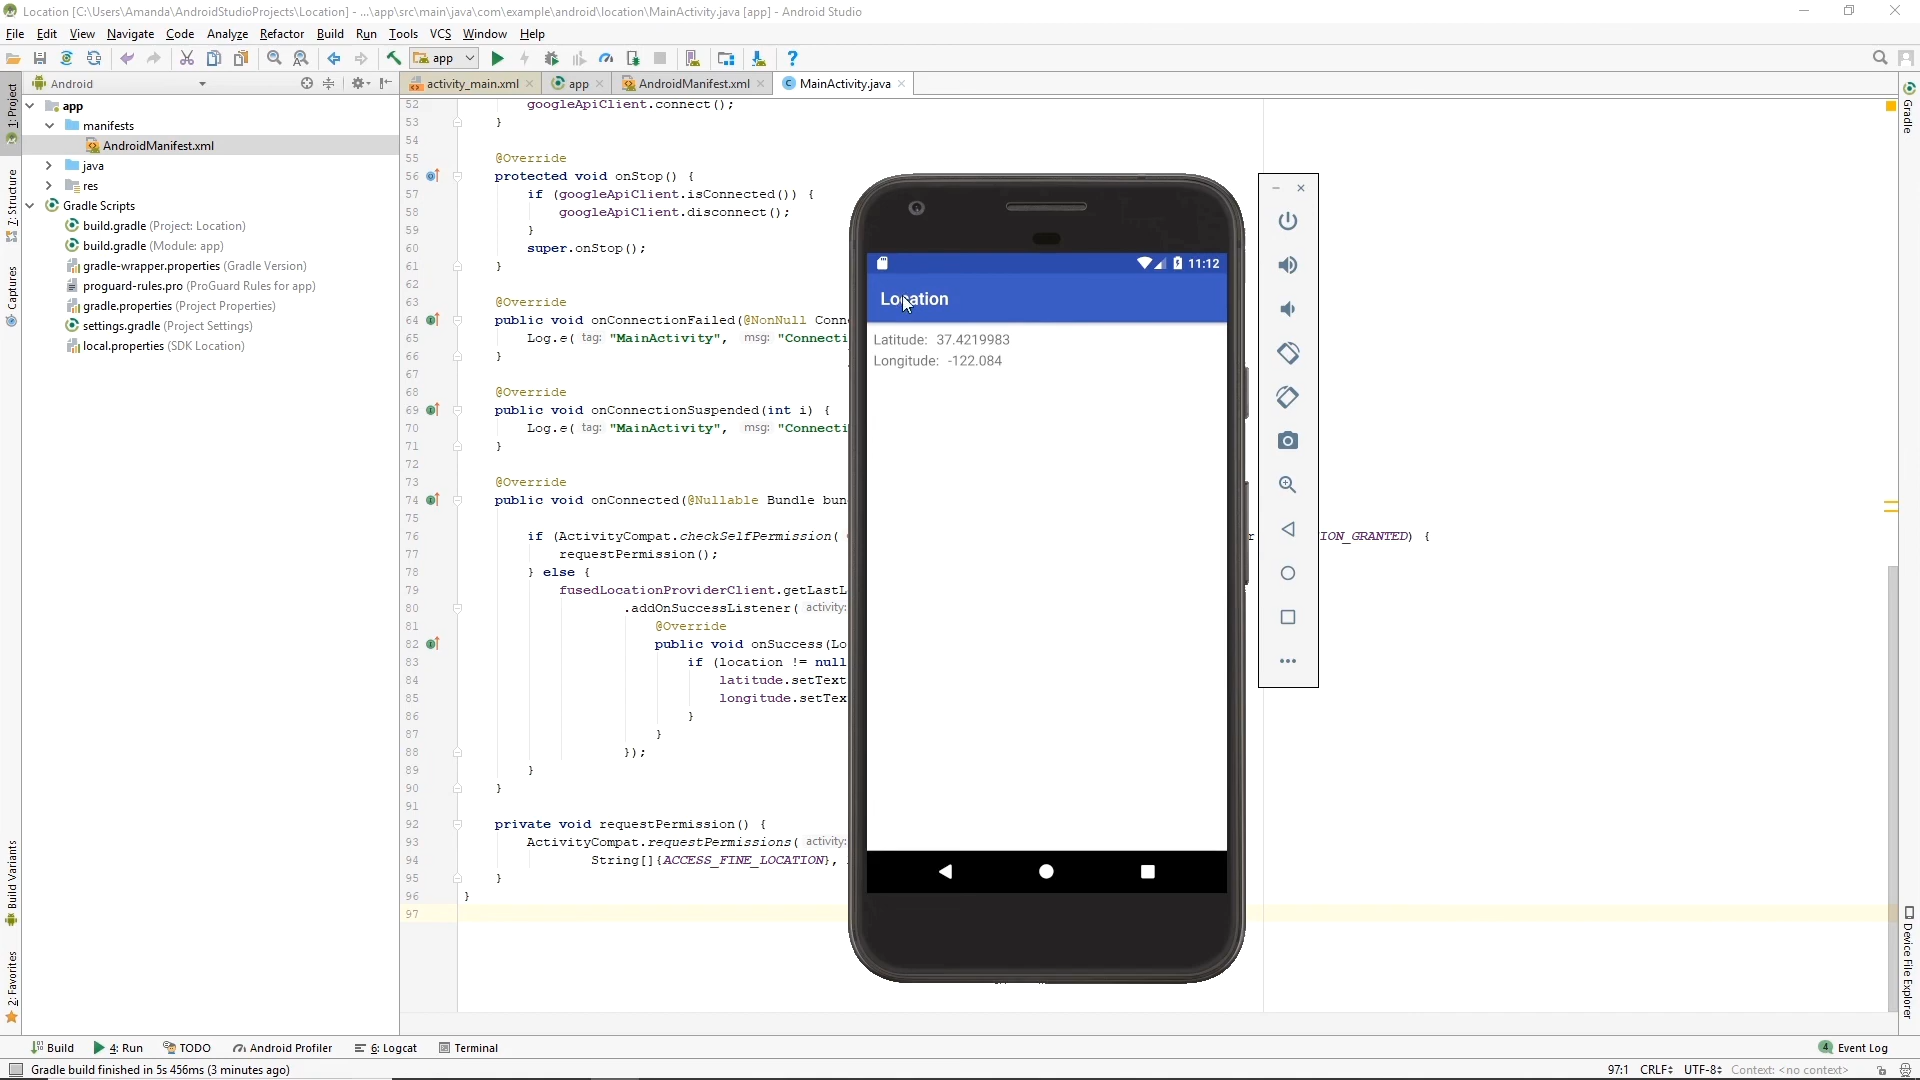 Location [C:\Users\Amanda\AndroidStudioProjects\Location] - ...\app\src\main\java\com\example\android\location\MainActivity.java [app] - Android Studio
File Edit View Navigate Code Analyze Refactor Build Run Tools VCS Window Help
app
Android
activity_main.xml
app
AndroidManifest.xml
MainActivity.java
1: Project
7: Structure
Captures
Build Variants
2: Favorites
Gradle
Device File Explorer
app
manifests
AndroidManifest.xml
java
res
Gradle Scripts
build.gradle (Project: Location)
build.gradle (Module: app)
gradle-wrapper.properties (Gradle Version)
proguard-rules.pro (ProGuard Rules for app)
gradle.properties (Project Properties)
settings.gradle (Project Settings)
local.properties (SDK Location)
52 googleApiClient.connect();
53 }
54
55 @Override
56 protected void onStop() {
57 if (googleApiClient.isConnected()) {
58 googleApiClient.disconnect();
59 }
60 super.onStop();
61 }
62
63 @Override
64 public void onConnectionFailed(@NonNull Conn
65 Log.e( tag: "MainActivity", msg: "Connecti
66 }
67
68 @Override
69 public void onConnectionSuspended(int i) {
70 Log.e( tag: "MainActivity", msg: "Connecti
71 }
72
73 @Override
74 public void onConnected(@Nullable Bundle bun
75
76 if (ActivityCompat.checkSelfPermission( ION_GRANTED) {
77 requestPermission();
78 } else {
79 fusedLocationProviderClient.getLastL
80 .addOnSuccessListener( activity:
81 @Override
82 public void onSuccess(Lo
83 if (location != null
84 latitude.setText
85 longitude.setTex
86 }
87 }
88 });
89 }
90 }
91
92 private void requestPermission() {
93 ActivityCompat.requestPermissions( activity:
94 String[]{ACCESS_FINE_LOCATION},
95 }
96 }
97
11:12
Location
Latitude: 37.4219983
Longitude: -122.084
Build 4: Run TODO Android Profiler 6: Logcat Terminal 4 Event Log
Gradle build finished in 5s 456ms (3 minutes ago) 97:1 CRLF UTF-8 Context: <no context>